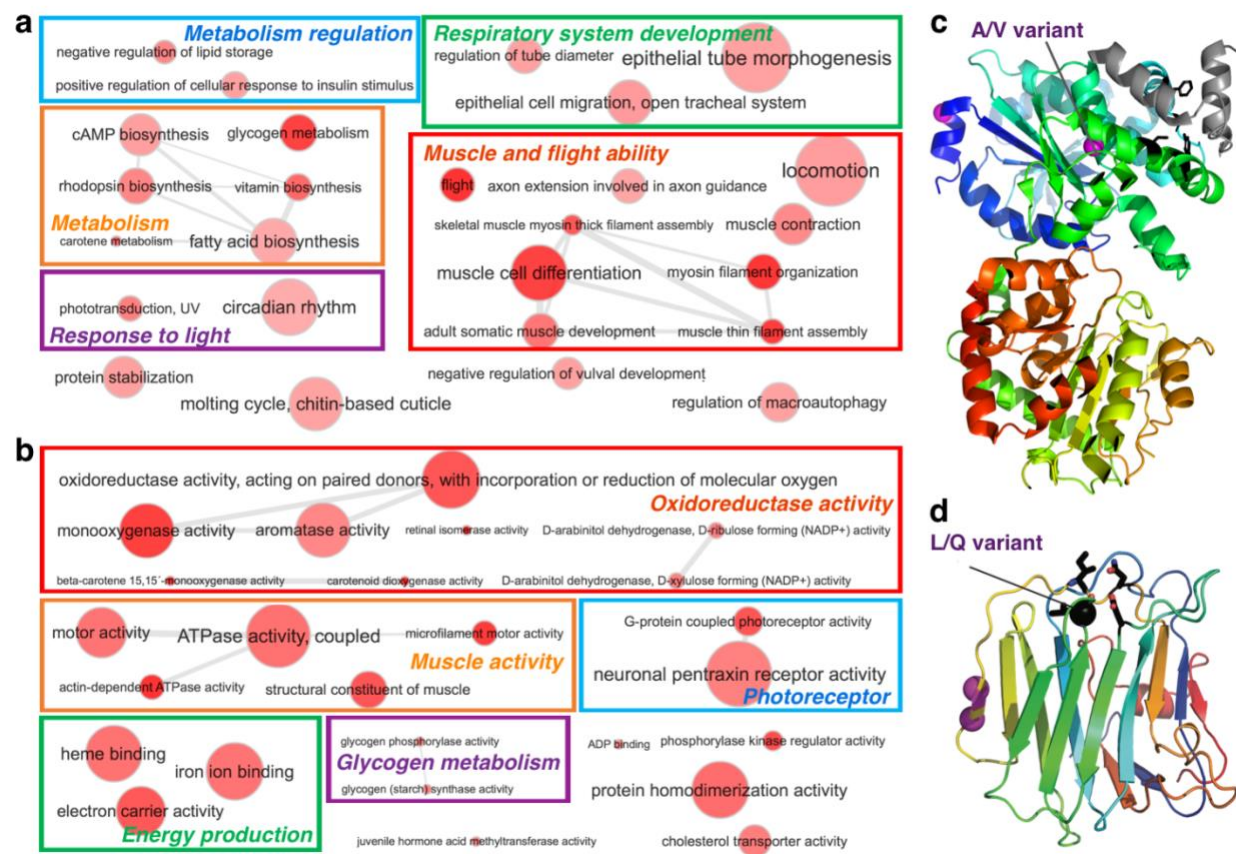 a
Metabolism regulation
negative regulation of lipid storage
positive regulation of cellular response to insulin stimulus
Respiratory system development
regulation of tube diameter
epithelial tube morphogenesis
epithelial cell migration, open tracheal system
cAMP biosynthesis
glycogen metabolism
rhodopsin biosynthesis
vitamin biosynthesis
Metabolism
carotene metabolism
fatty acid biosynthesis
Muscle and flight ability
locomotion
flight
axon extension involved in axon guidance
skeletal muscle myosin thick filament assembly
muscle contraction
muscle cell differentiation
myosin filament organization
adult somatic muscle development
muscle thin filament assembly
phototransduction, UV
circadian rhythm
Response to light
protein stabilization
negative regulation of vulval development
molting cycle, chitin-based cuticle
regulation of macroautophagy
b
oxidoreductase activity, acting on paired donors, with incorporation or reduction of molecular oxygen
Oxidoreductase activity
monooxygenase activity
aromatase activity
retinal isomerase activity
D-arabinitol dehydrogenase, D-ribulose forming (NADP+) activity
beta-carotene 15,15´-monooxygenase activity
carotenoid dioxygenase activity
D-arabinitol dehydrogenase, D-xylulose forming (NADP+) activity
motor activity
ATPase activity, coupled
microfilament motor activity
Muscle activity
actin-dependent ATPase activity
structural constituent of muscle
G-protein coupled photoreceptor activity
neuronal pentraxin receptor activity
Photoreceptor
heme binding
iron ion binding
electron carrier activity
Energy production
glycogen phosphorylase activity
Glycogen metabolism
glycogen (starch) synthase activity
ADP binding
phosphorylase kinase regulator activity
protein homodimerization activity
juvenile hormone acid methyltransferase activity
cholesterol transporter activity
c
A/V variant
d
L/Q variant